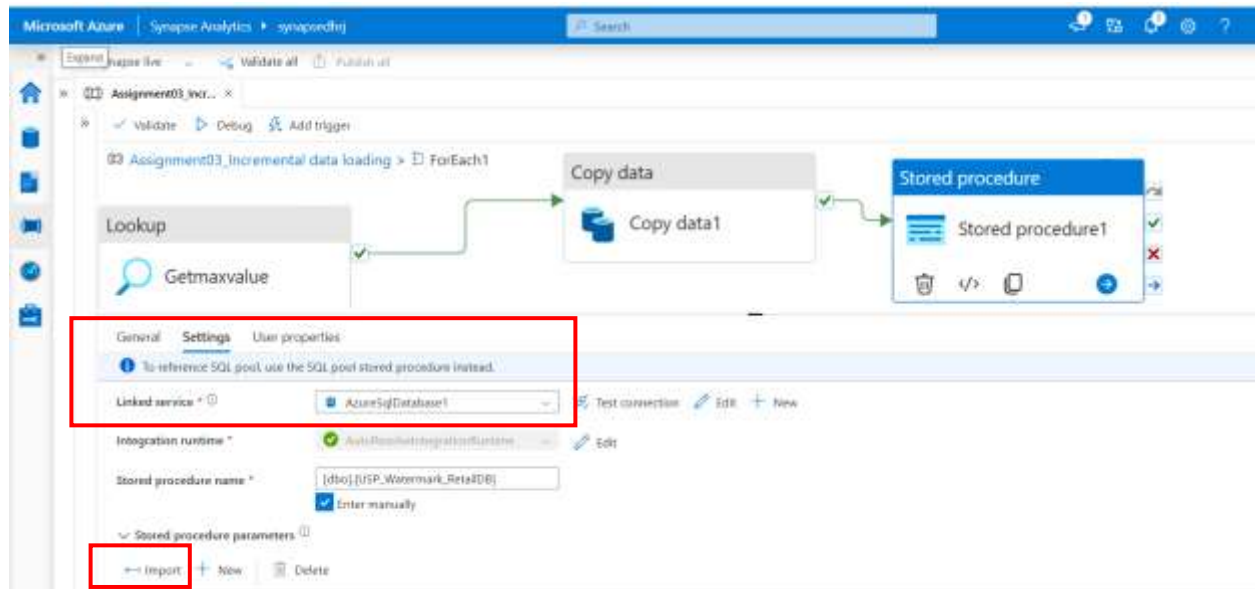 Microsoft Azure | Synapse Analytics synapsedhrj Search ?
Expand napse live Validate all Publish all
Assignment03_Incr... ×
Validate Debug Add trigger
Assignment03_Incremental data loading > ForEach1
Lookup
Getmaxvalue
Copy data
Copy data1
Stored procedure
Stored procedure1
General Settings User properties
To reference SQL pool, use the SQL pool stored procedure instead.
Linked service * AzureSqlDatabase1 Test connection Edit + New
Integration runtime * AutoResolveIntegrationRuntime Edit
Stored procedure name * [dbo].[USP_Watermark_RetailDB]
Enter manually
Stored procedure parameters
Import + New Delete